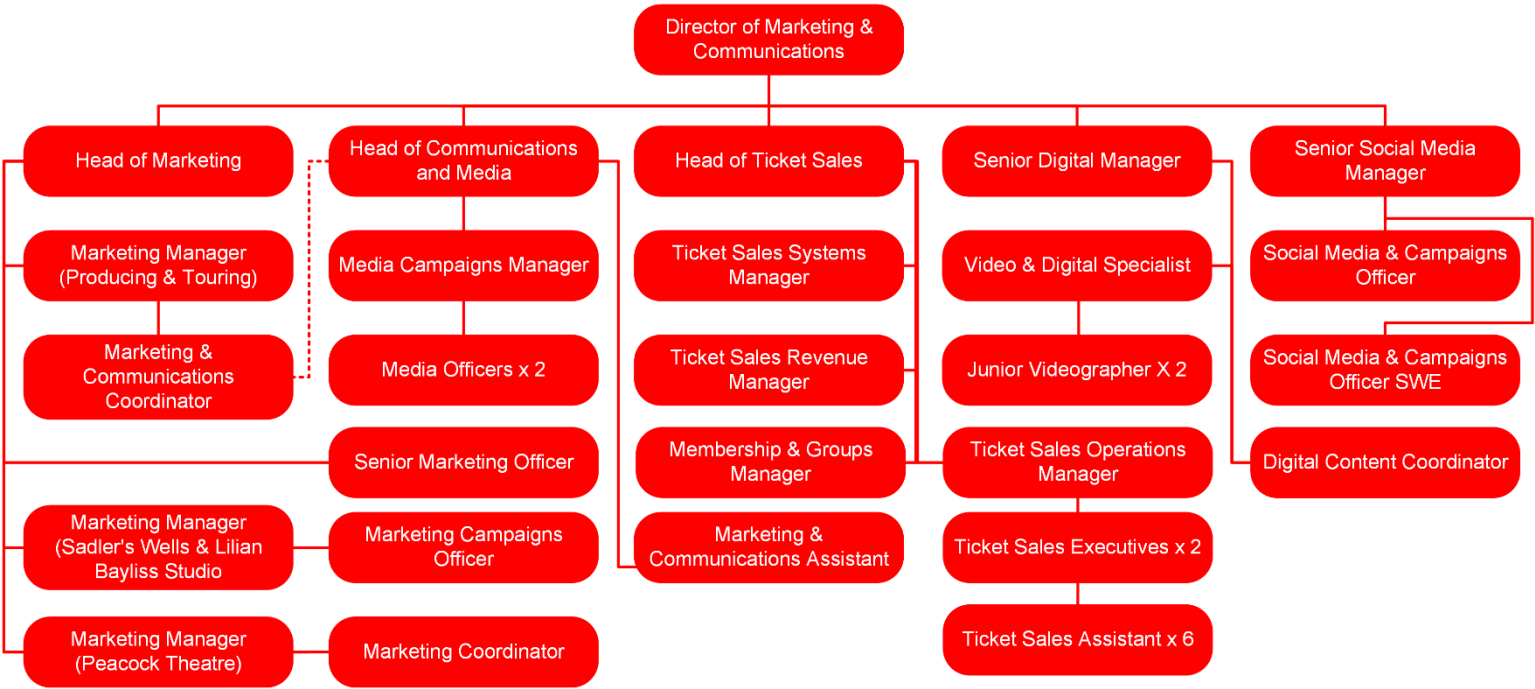 Director of Marketing &
Communications
Head of Marketing
Head of Communications
and Media
Head of Ticket Sales
Senior Digital Manager
Senior Social Media
Manager
Marketing Manager
(Producing & Touring)
Media Campaigns Manager
Ticket Sales Systems
Manager
Video & Digital Specialist
Social Media & Campaigns
Officer
Marketing &
Communications
Coordinator
Media Officers x 2
Ticket Sales Revenue
Manager
Junior Videographer X 2
Social Media & Campaigns
Officer SWE
Senior Marketing Officer
Membership & Groups
Manager
Ticket Sales Operations
Manager
Digital Content Coordinator
Marketing Manager
(Sadler's Wells & Lilian
Bayliss Studio
Marketing Campaigns
Officer
Marketing &
Communications Assistant
Ticket Sales Executives x 2
Marketing Manager
(Peacock Theatre)
Marketing Coordinator
Ticket Sales Assistant x 6